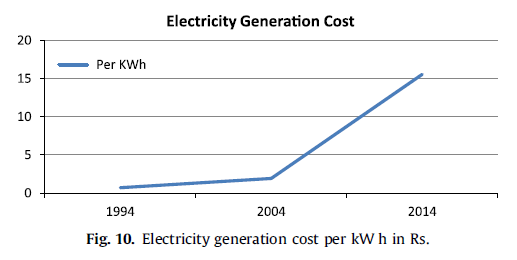 Electricity Generation Cost
20
Per KWh
15
10
5
0
1994 2004 2014
Fig. 10. Electricity generation cost per kW h in Rs.